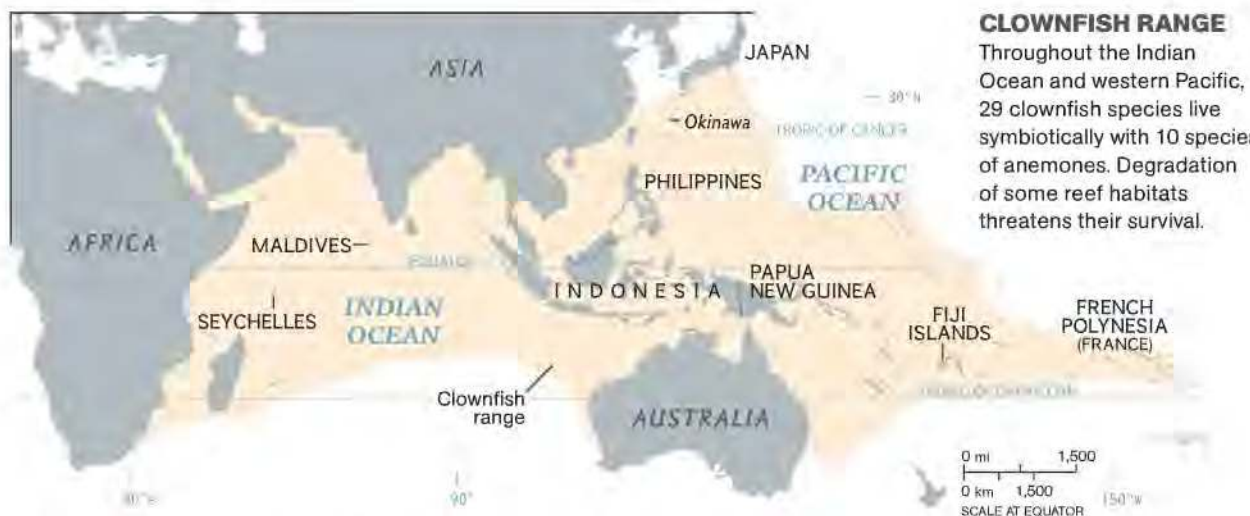 CLOWNFISH RANGE
Throughout the Indian
Ocean and western Pacific,
29 clownfish species live
symbiotically with 10 species
of anemones. Degradation
of some reef habitats
threatens their survival.
JAPAN
ASIA
30°N
Okinawa
TROPIC OF CANCER
PHILIPPINES
PACIFIC
OCEAN
AFRICA
MALDIVES
EQUATOR
PAPUA
NEW GUINEA
INDONESIA
SEYCHELLES
INDIAN
OCEAN
FIJI
ISLANDS
FRENCH
POLYNESIA
(FRANCE)
Clownfish
range
AUSTRALIA
0 mi 1,500
0 km 1,500
SCALE AT EQUATOR
90°
150°W